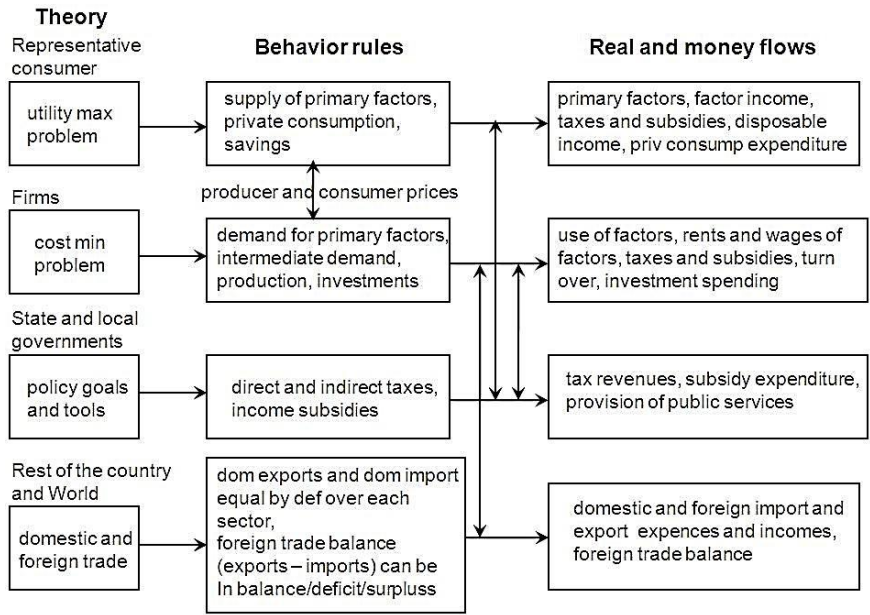 Theory
Behavior rules
Real and money flows
Representative
consumer
utility max
problem
supply of primary factors,
private consumption,
savings
primary factors, factor income,
taxes and subsidies, disposable
income, priv consump expenditure
producer and consumer prices
Firms
cost min
problem
demand for primary factors,
intermediate demand,
production, investments
use of factors, rents and wages of
factors, taxes and subsidies, turn
over, investment spending
State and local
governments
policy goals
and tools
direct and indirect taxes,
income subsidies
tax revenues, subsidy expenditure,
provision of public services
Rest of the country
and World
domestic and
foreign trade
dom exports and dom import
equal by def over each
sector,
foreign trade balance
(exports – imports) can be
In balance/deficit/surpluss
domestic and foreign import and
export expences and incomes,
foreign trade balance